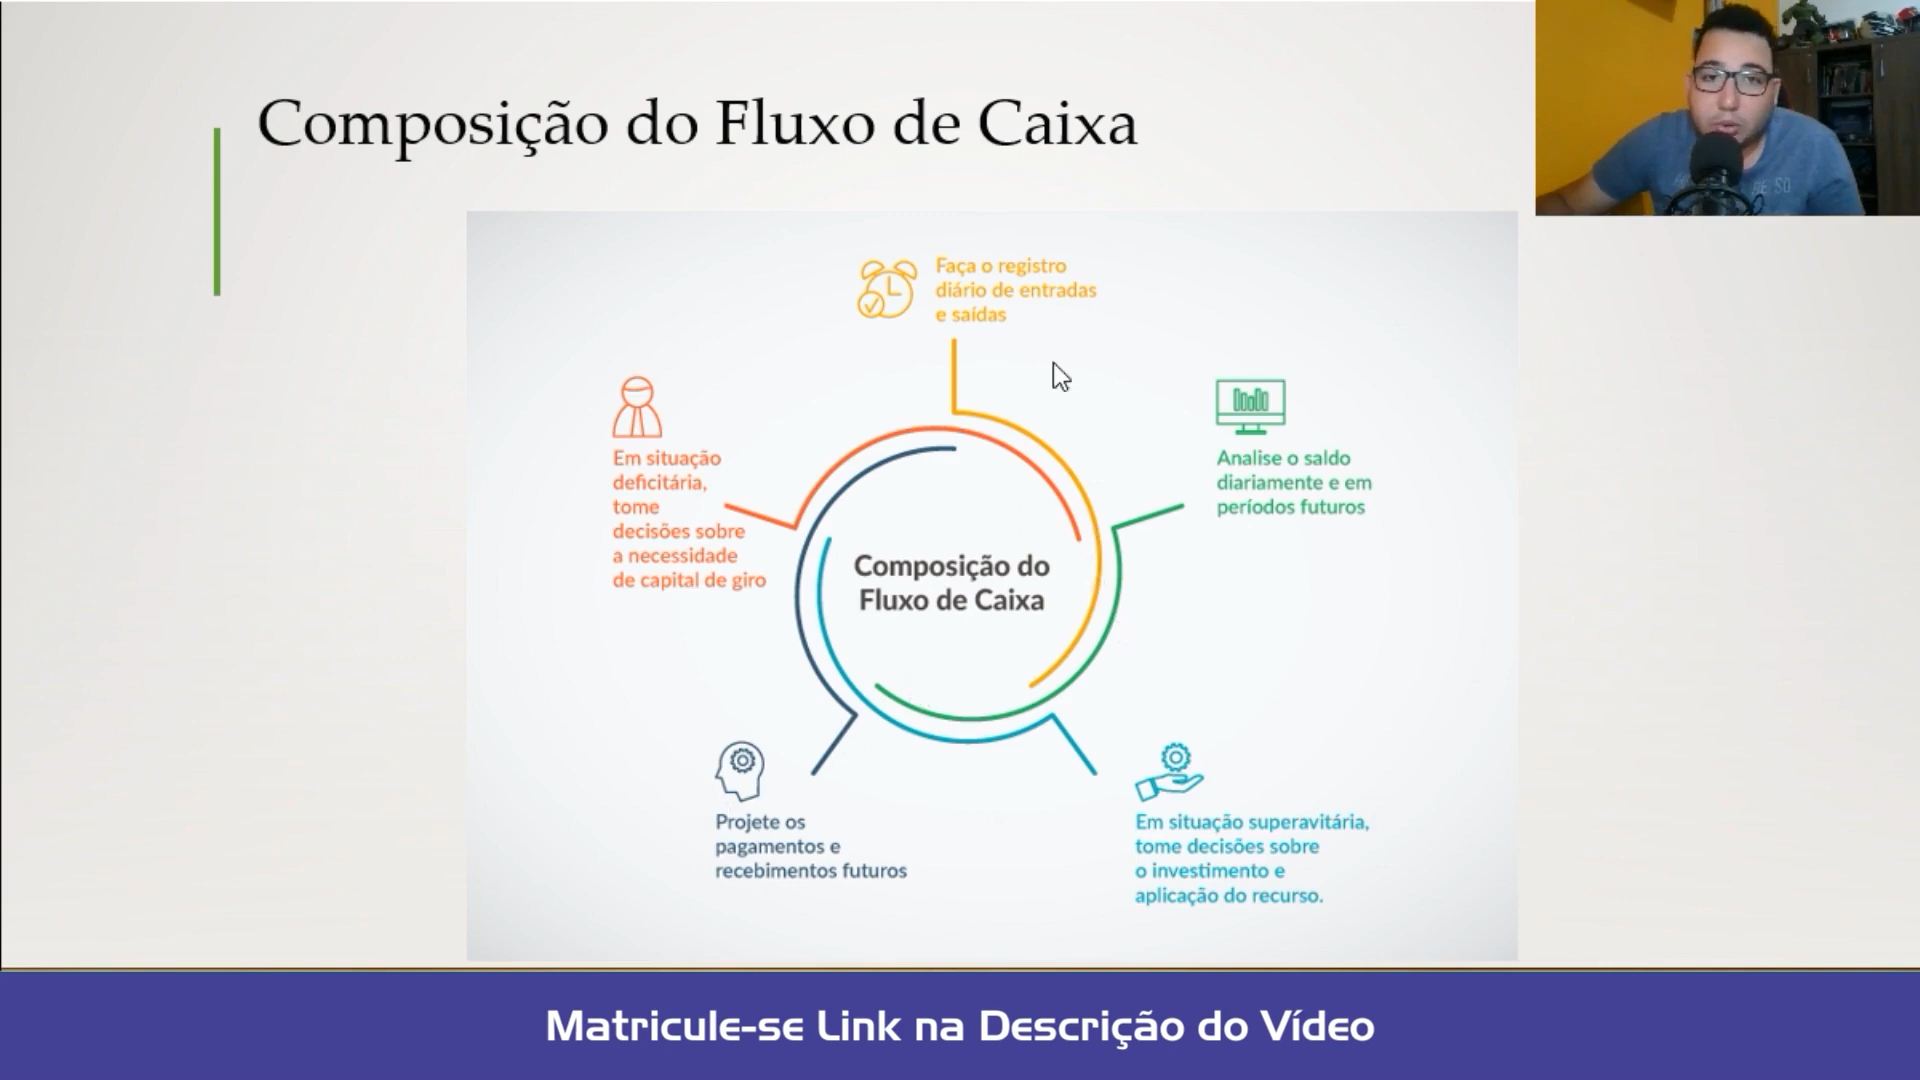 Composição do Fluxo de Caixa
Faça o registro
diário de entradas
e saídas
Em situação
deficitária,
tome
decisões sobre
a necessidade
de capital de giro
Analise o saldo
diariamente e em
períodos futuros
Composição do
Fluxo de Caixa
Projete os
pagamentos e
recebimentos futuros
Em situação superavitária,
tome decisões sobre
o investimento e
aplicação do recurso.
Matricule-se Link na Descrição do Vídeo